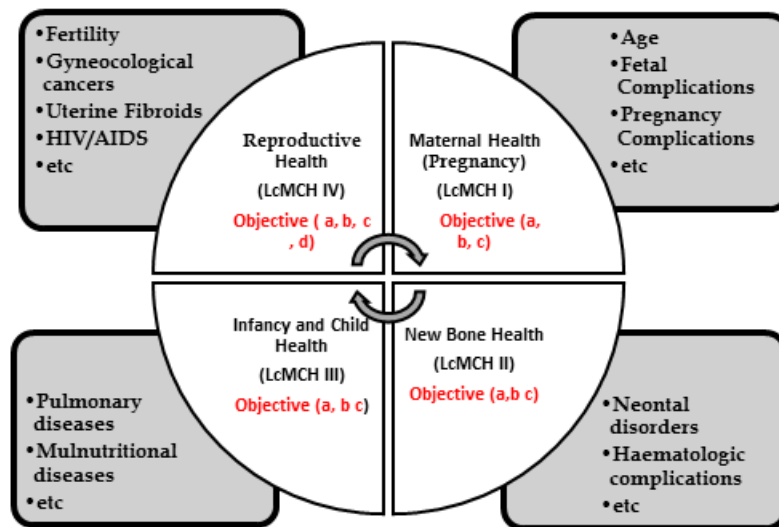 •Fertility
•Gyneocological
cancers
•Uterine Fibroids
•HIV/AIDS
•etc
•Age
•Fetal
Complications
•Pregnancy
Complications
•etc
Reproductive
Health
(LcMCH IV)
Objective ( a, b, c
, d)
Maternal Health
(Pregnancy)
(LcMCH I)
Objective (a,
b, c)
Infancy and Child
Health
(LcMCH III)
Objective (a, b c)
New Bone Health
(LcMCH II)
Objective (a,b c)
•Pulmonary
diseases
•Mulnutritional
diseases
•etc
•Neontal
disorders
•Haematologic
complications
•etc